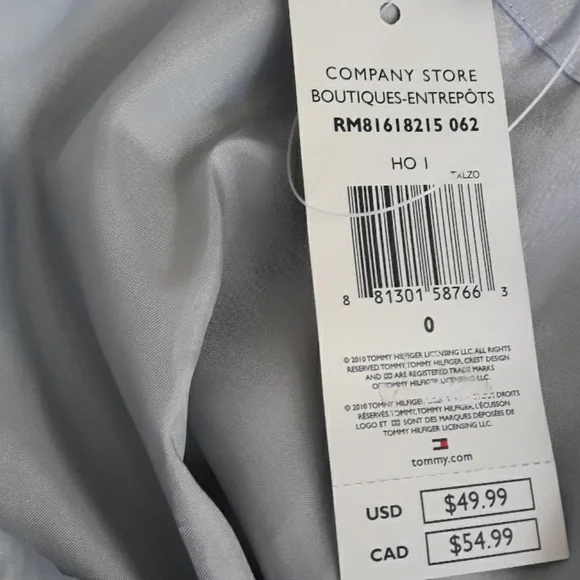 COMPANY STORE
BOUTIQUES-ENTREPÔTS
RM81618215 062
HO 1
8 81301 58766 3
0
© 2010 TOMMY HILFIGER LICENSING LLC. ALL RIGHTS
RESERVED. TOMMY, TOMMY HILFIGER, CREST DESIGN
AND ARE REGISTERED TRADE MARKS
OF TOMMY HILFIGER LICENSING LLC.
© 2010 TOMMY HILFIGER DROITS
RÉSERVÉS. TOMMY, TOMMY HILFIGER, L'ÉCUSSON
LOGO ET SONT DES MARQUES DÉPOSÉES DE
TOMMY HILFIGER LICENSING LLC.
tommy.com
USD $49.99
CAD $54.99